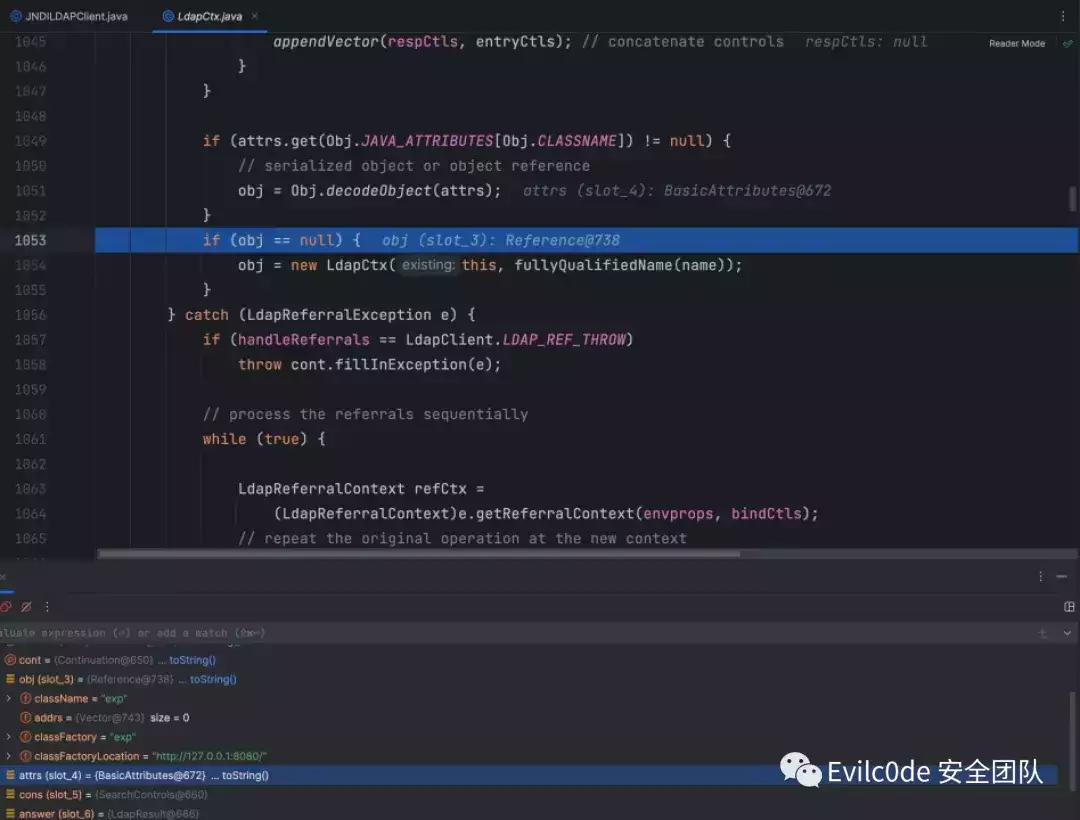 JNDILDAPClient.java LdapCtx.java
1045 appendVector(respCtls, entryCtls); // concatenate controls respCtls: null Reader Mode
1046 }
1047 }
1048
1049 if (attrs.get(Obj.JAVA_ATTRIBUTES[Obj.CLASSNAME]) != null) {
1050 // serialized object or object reference
1051 obj = Obj.decodeObject(attrs); attrs (slot_4): BasicAttributes@672
1052 }
1053 if (obj == null) { obj (slot_3): Reference@738
1054 obj = new LdapCtx( existing: this, fullyQualifiedName(name));
1055 }
1056 } catch (LdapReferralException e) {
1057 if (handleReferrals == LdapClient.LDAP_REF_THROW)
1058 throw cont.fillInException(e);
1059
1060 // process the referrals sequentially
1061 while (true) {
1062
1063 LdapReferralContext refCtx =
1064 (LdapReferralContext)e.getReferralContext(envprops, bindCtls);
1065 // repeat the original operation at the new context
aluate expression (⏎) or add a watch (⇧⌘⏎)
cont = {Continuation@650} ... toString()
obj (slot_3) = {Reference@738} ... toString()
className = "exp"
addrs = {Vector@743} size = 0
classFactory = "exp"
classFactoryLocation = "http://127.0.0.1:8080/"
attrs (slot_4) = {BasicAttributes@672} ... toString()
cons (slot_5) = {SearchControls@660}
answer (slot_6) = {LdapResult@666}
Evilc0de 安全团队